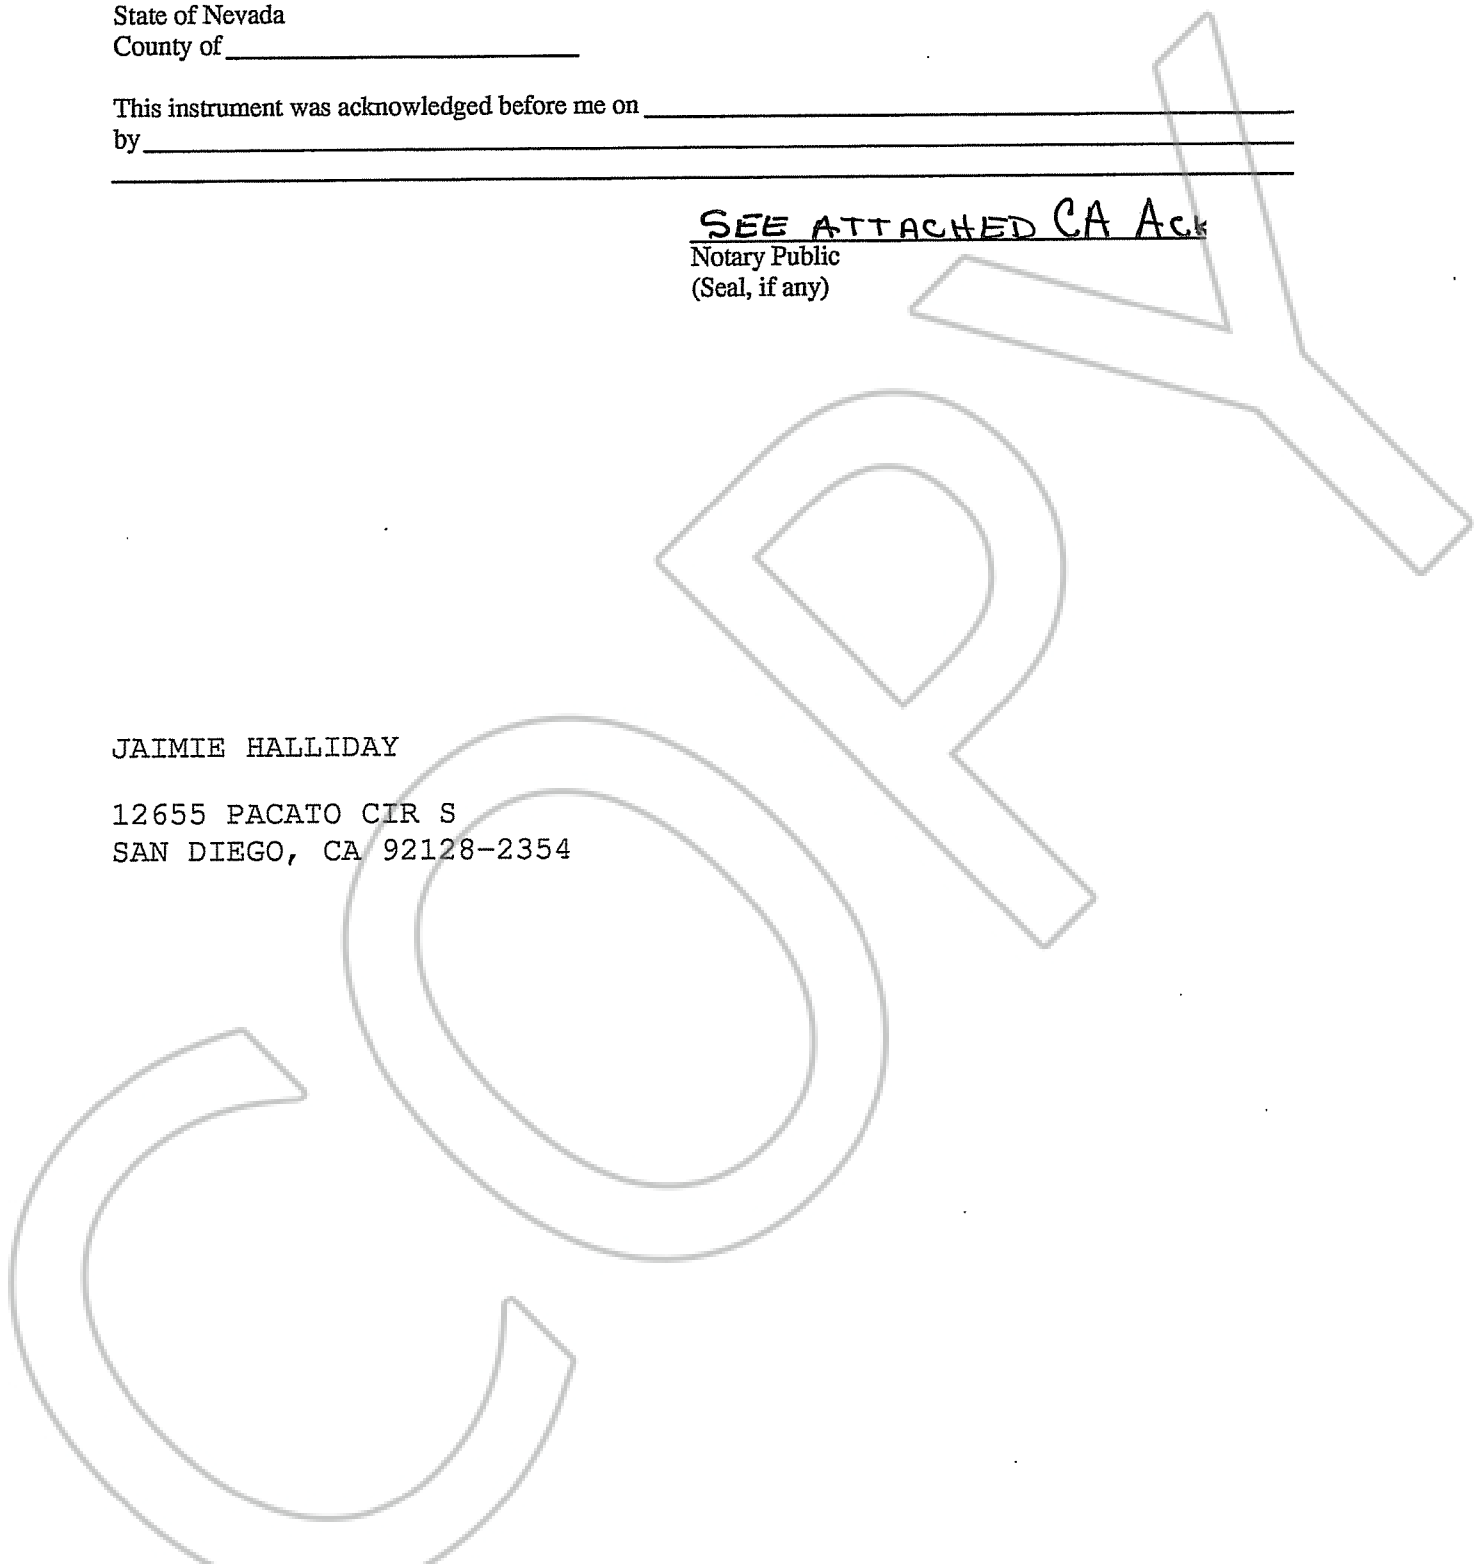 State of Nevada
County of
This instrument was acknowledged before me on
by
SEE ATTACHED CA Ack
Notary Public
(Seal, if any)
JAIMIE HALLIDAY
12655 PACATO CIR S
SAN DIEGO, CA 92128-2354
COPY